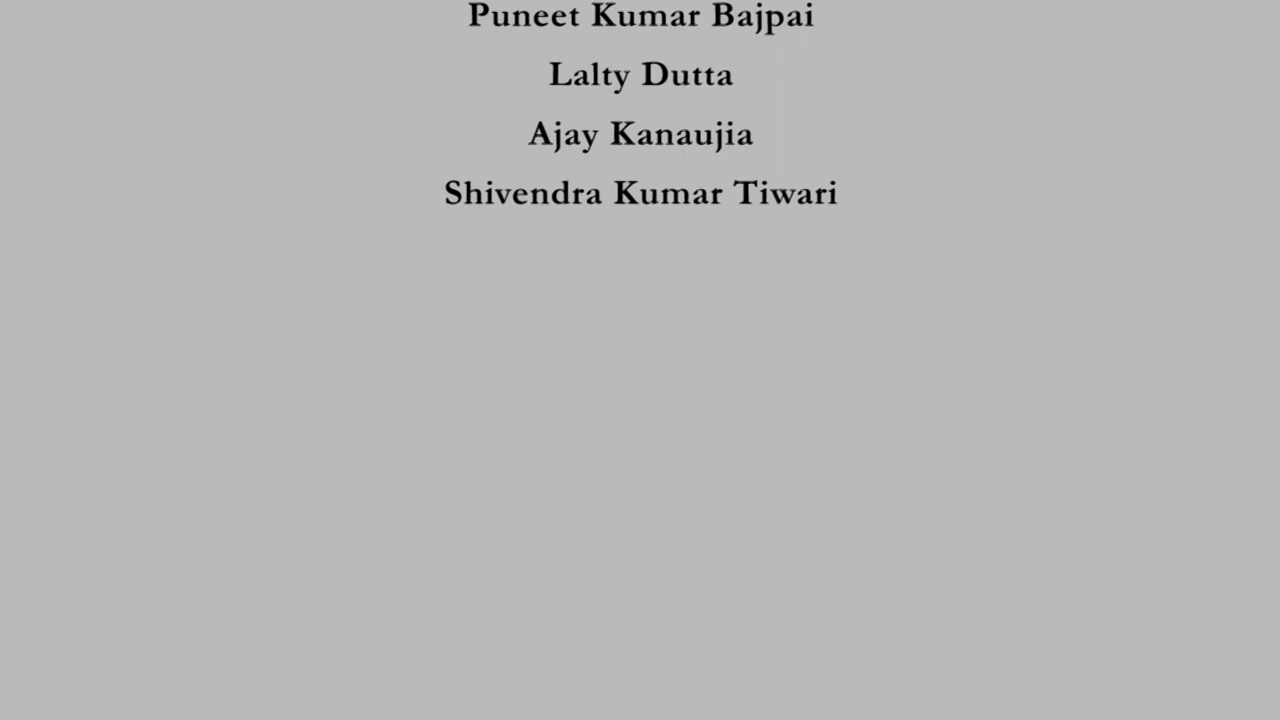 Puneet Kumar Bajpai
Lalty Dutta
Ajay Kanaujia
Shivendra Kumar Tiwari